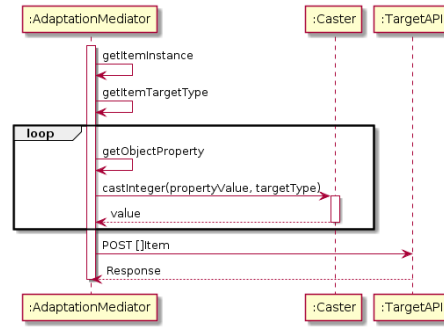 :AdaptationMediator :Caster :TargetAPI
getItemInstance
getItemTargetType
loop
getObjectProperty
castInteger(propertyValue, targetType)
value
POST []Item
Response
:AdaptationMediator :Caster :TargetAPI